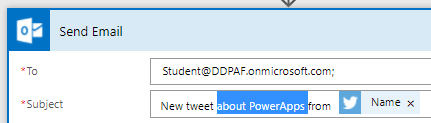 Send Email
*To Student@DDPAF.onmicrosoft.com;
*Subject New tweet about PowerApps from Name ×